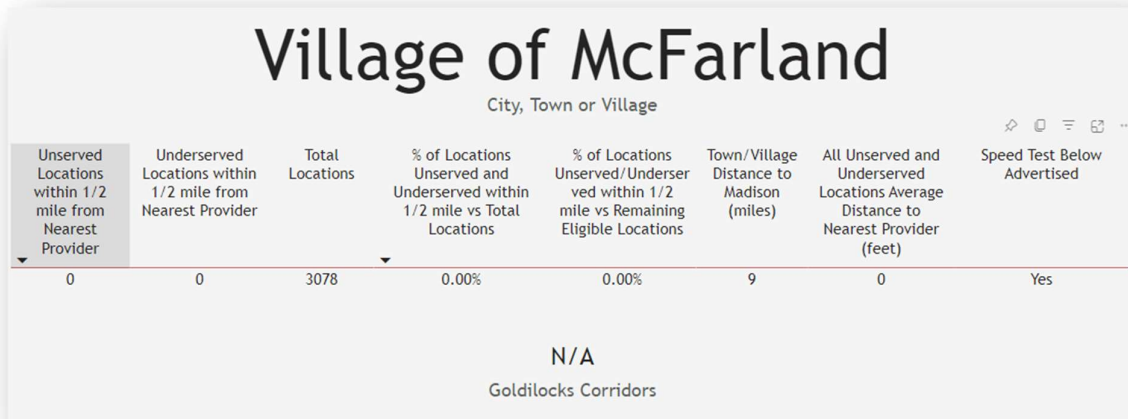 Village of McFarland
City, Town or Village
Unserved
Locations
within 1/2
mile from
Nearest
Provider
Underserved
Locations within
1/2 mile from
Nearest Provider
Total
Locations
% of Locations
Unserved and
Underserved within
1/2 mile vs Total
Locations
% of Locations
Unserved/Underser
ved within 1/2
mile vs Remaining
Eligible Locations
Town/Village
Distance to
Madison
(miles)
All Unserved and
Underserved
Locations Average
Distance to
Nearest Provider
(feet)
Speed Test Below
Advertised
0 0 3078 0.00% 0.00% 9 0 Yes
N/A
Goldilocks Corridors